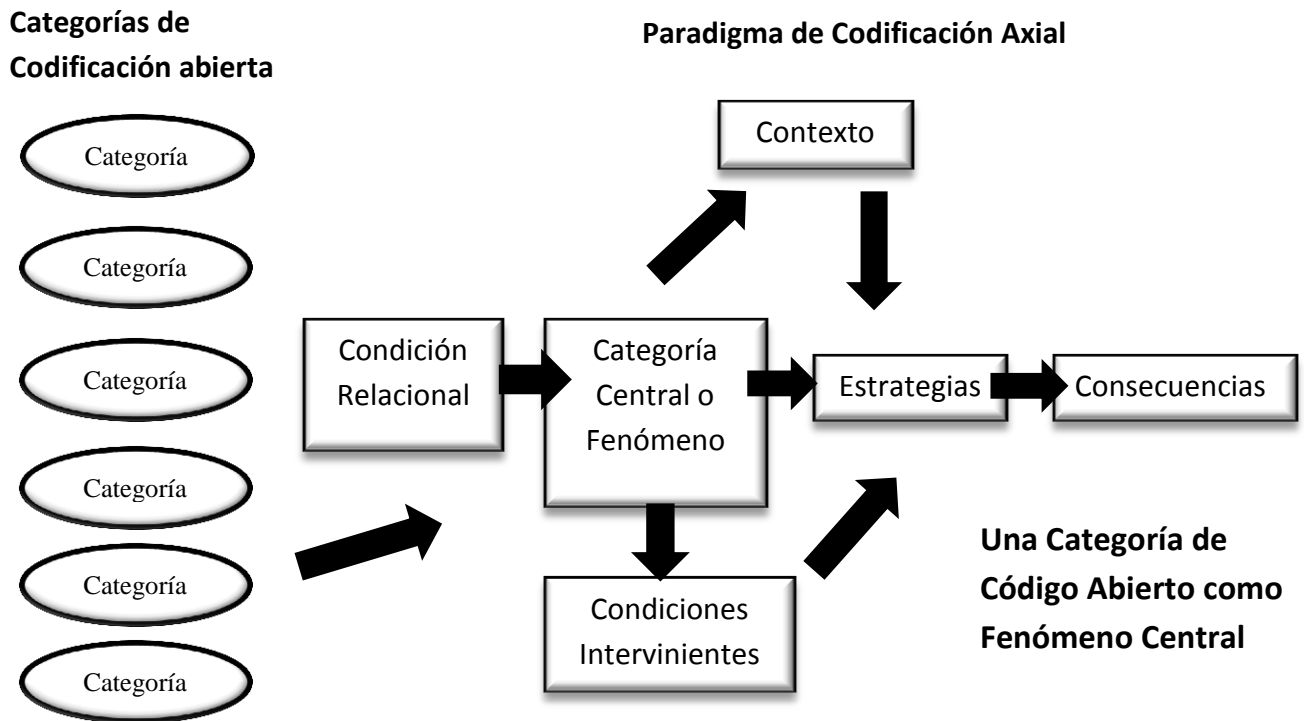 Categorías de
Codificación abierta
Paradigma de Codificación Axial
Categoría
Categoría
Categoría
Categoría
Categoría
Categoría
Contexto
Condición
Relacional
Categoría
Central o
Fenómeno
Estrategias
Consecuencias
Condiciones
Intervinientes
Una Categoría de
Código Abierto como
Fenómeno Central